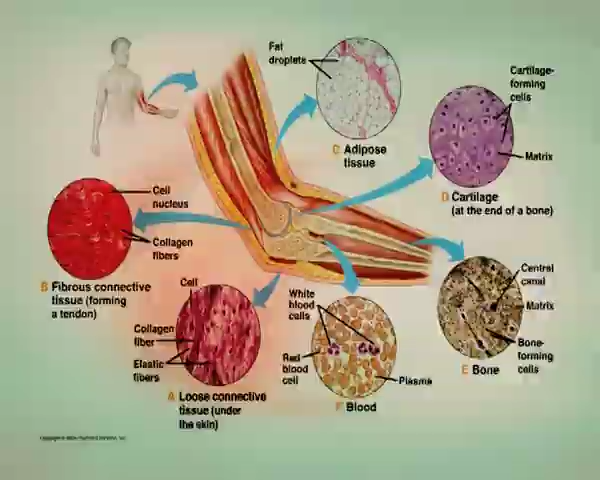 Fat
droplets
C Adipose
tissue
Cartilage-
forming
cells
Matrix
D Cartilage
(at the end of a bone)
Cell
nucleus
Collagen
fibers
B Fibrous connective
tissue (forming
a tendon)
Cell
Collagen
fiber
Elastic
fibers
A Loose connective
tissue (under
the skin)
White
blood
cells
Red
blood
cell
Plasma
F Blood
Central
canal
Matrix
Bone-
forming
cells
E Bone